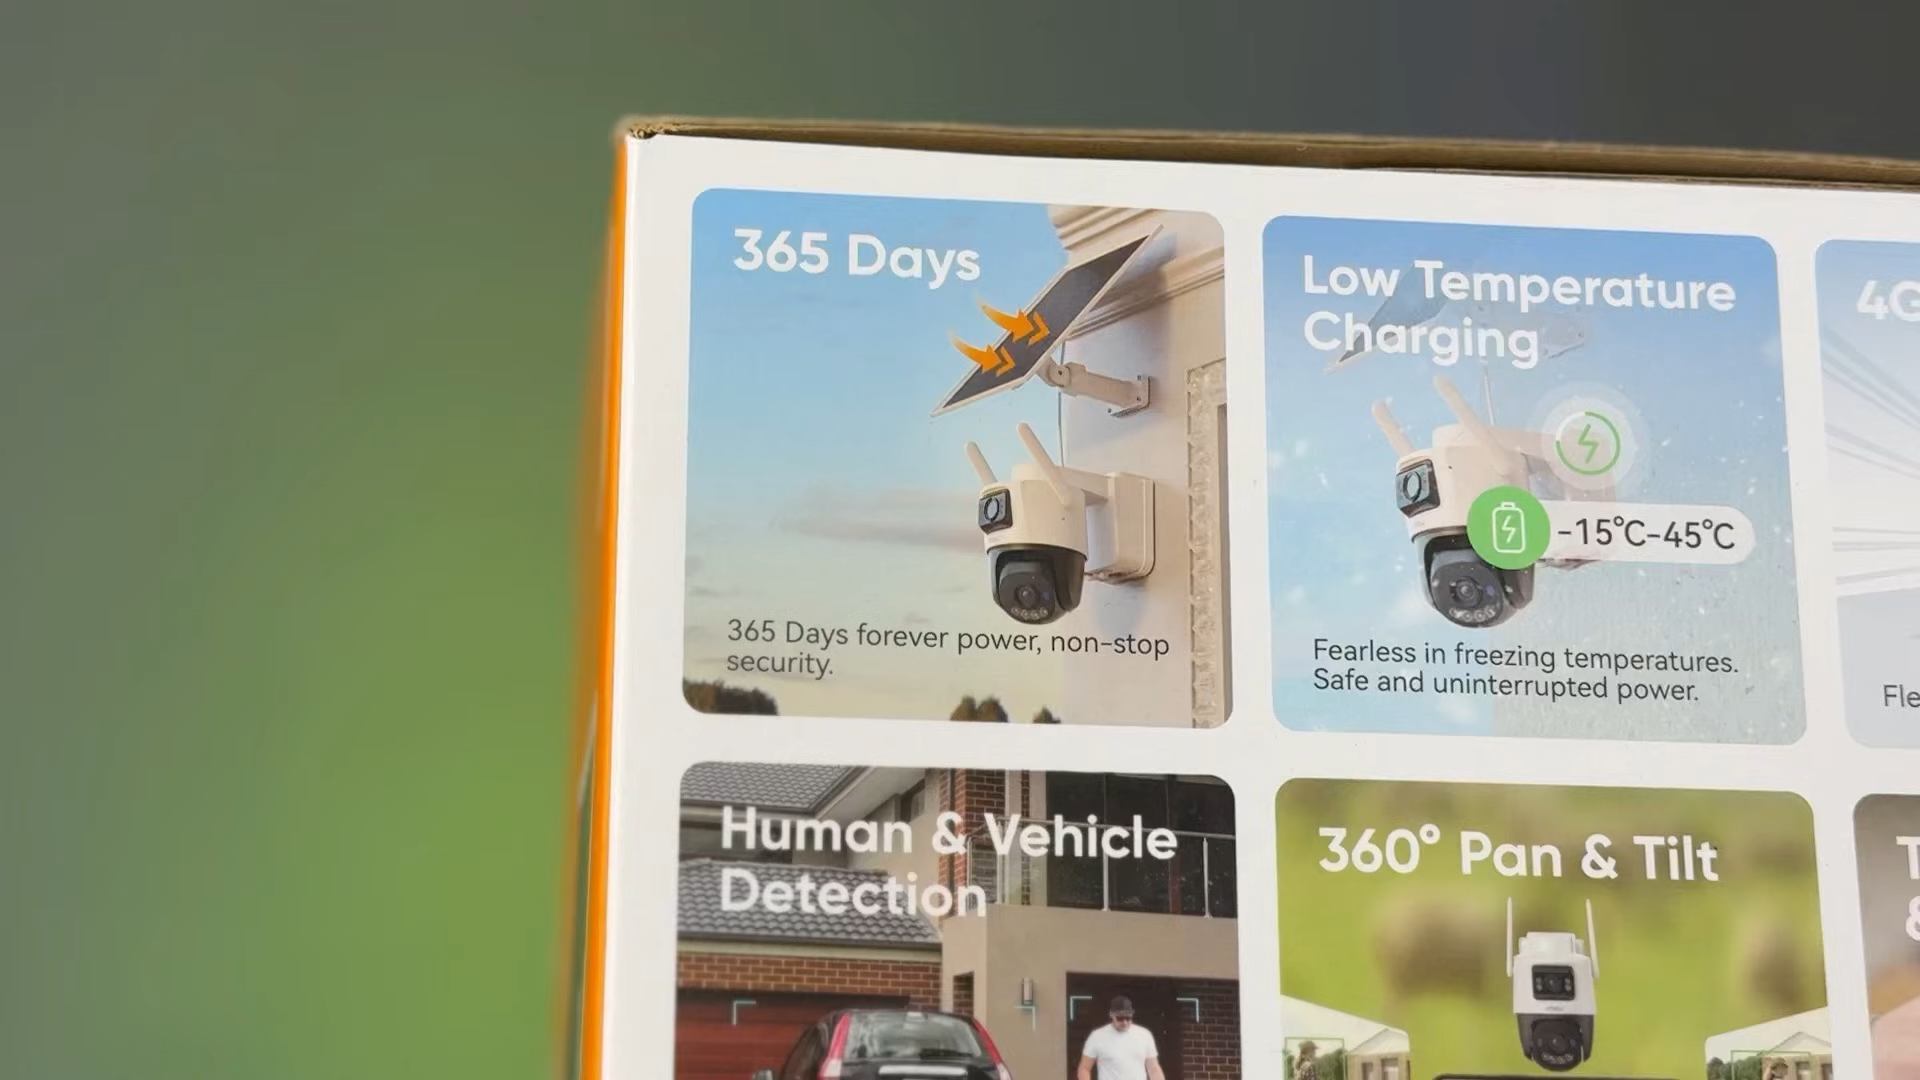 365 Days
365 Days forever power, non-stop
security.
Low Temperature
Charging
-15℃-45℃
Fearless in freezing temperatures.
Safe and uninterrupted power.
4G
Fle
Human & Vehicle
Detection
360° Pan & Tilt
T
&